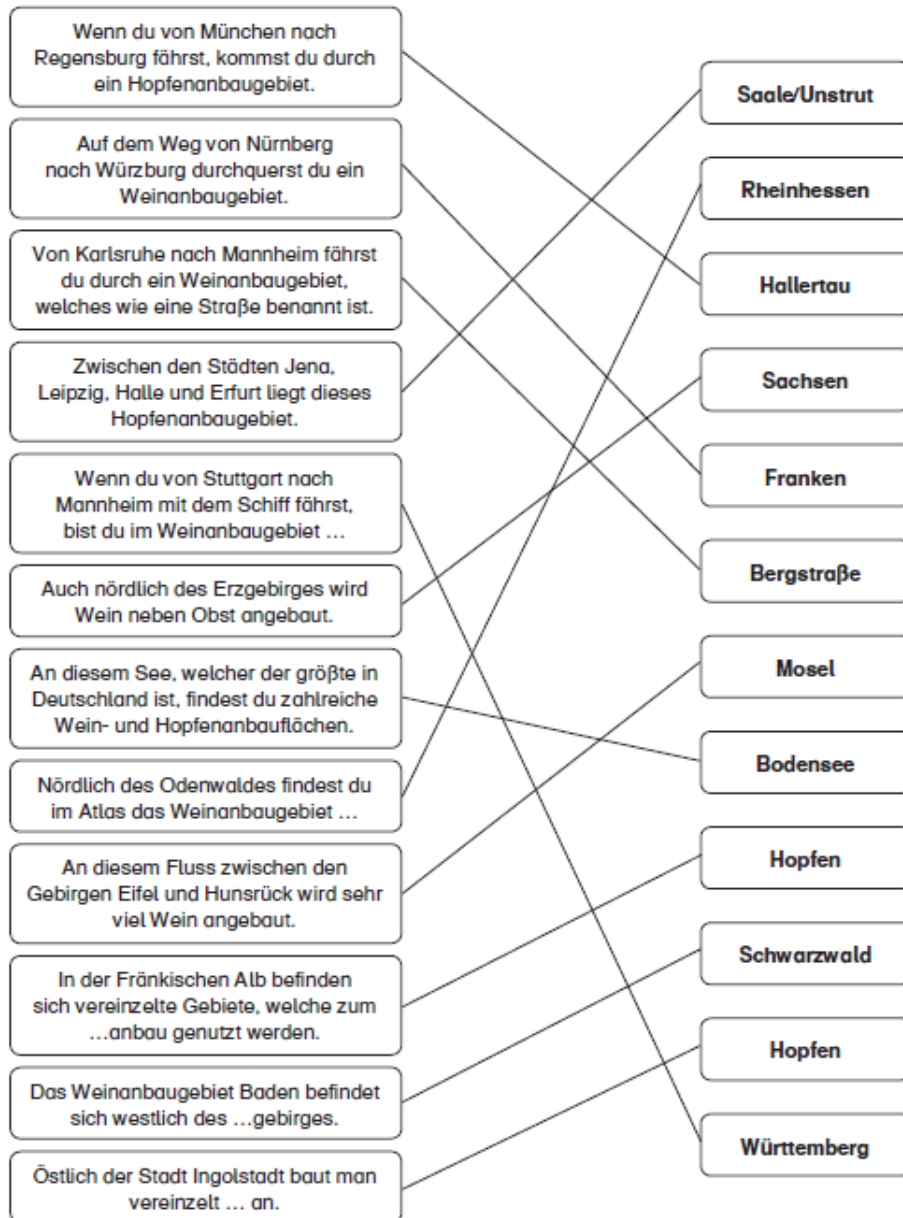 Wenn du von München nach
Regensburg fährst, kommst du durch
ein Hopfenanbaugebiet.
Auf dem Weg von Nürnberg
nach Würzburg durchquerst du ein
Weinanbaugebiet.
Von Karlsruhe nach Mannheim fährst
du durch ein Weinanbaugebiet,
welches wie eine Straße benannt ist.
Zwischen den Städten Jena,
Leipzig, Halle und Erfurt liegt dieses
Hopfenanbaugebiet.
Wenn du von Stuttgart nach
Mannheim mit dem Schiff fährst,
bist du im Weinanbaugebiet …
Auch nördlich des Erzgebirges wird
Wein neben Obst angebaut.
An diesem See, welcher der größte in
Deutschland ist, findest du zahlreiche
Wein- und Hopfenanbauflächen.
Nördlich des Odenwaldes findest du
im Atlas das Weinanbaugebiet …
An diesem Fluss zwischen den
Gebirgen Eifel und Hunsrück wird sehr
viel Wein angebaut.
In der Fränkischen Alb befinden
sich vereinzelte Gebiete, welche zum
…anbau genutzt werden.
Das Weinanbaugebiet Baden befindet
sich westlich des …gebirges.
Östlich der Stadt Ingolstadt baut man
vereinzelt … an.
Saale/Unstrut
Rheinhessen
Hallertau
Sachsen
Franken
Bergstraße
Mosel
Bodensee
Hopfen
Schwarzwald
Hopfen
Württemberg